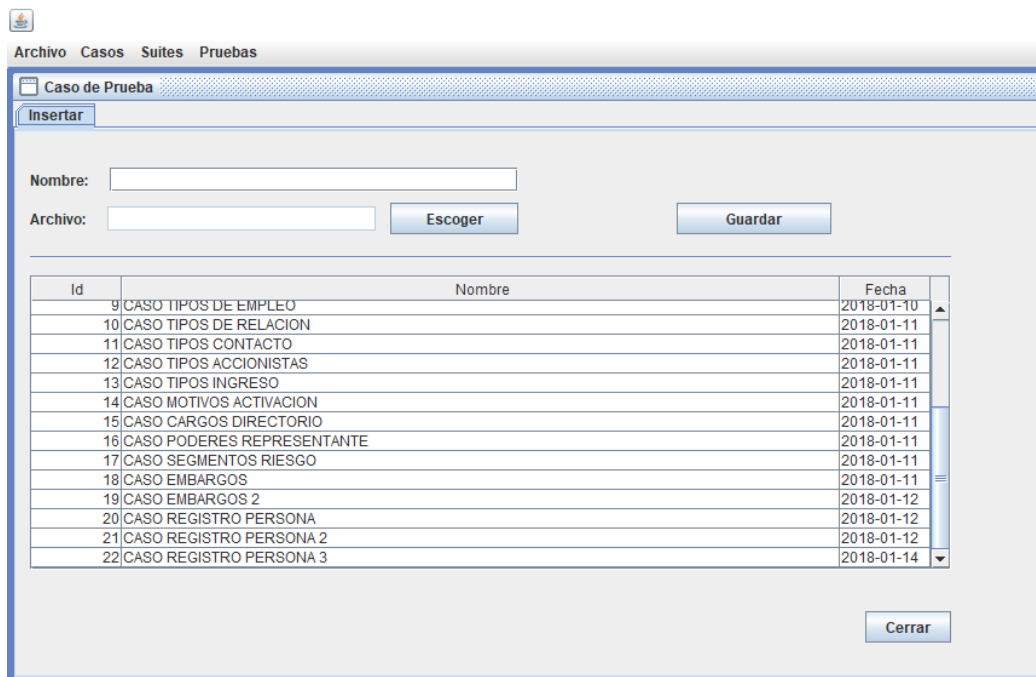 Archivo Casos Suites Pruebas
Caso de Prueba
Insertar
Nombre:
Archivo: Escoger Guardar
Id Nombre Fecha
9 CASO TIPOS DE EMPLEO 2018-01-10
10 CASO TIPOS DE RELACION 2018-01-11
11 CASO TIPOS CONTACTO 2018-01-11
12 CASO TIPOS ACCIONISTAS 2018-01-11
13 CASO TIPOS INGRESO 2018-01-11
14 CASO MOTIVOS ACTIVACION 2018-01-11
15 CASO CARGOS DIRECTORIO 2018-01-11
16 CASO PODERES REPRESENTANTE 2018-01-11
17 CASO SEGMENTOS RIESGO 2018-01-11
18 CASO EMBARGOS 2018-01-11
19 CASO EMBARGOS 2 2018-01-12
20 CASO REGISTRO PERSONA 2018-01-12
21 CASO REGISTRO PERSONA 2 2018-01-12
22 CASO REGISTRO PERSONA 3 2018-01-14
Cerrar